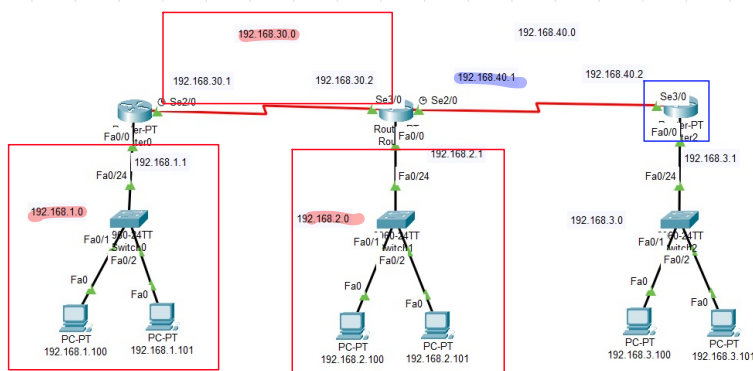 192.168.30.0
192.168.40.0
192.168.30.1
192.168.30.2
192.168.40.1
192.168.40.2
Se2/0
Se3/0
Se2/0
Se3/0
Fa0/0
Fa0/0
Fa0/0
192.168.1.1
192.168.2.1
192.168.3.1
Fa0/24
Fa0/24
Fa0/24
192.168.1.0
192.168.2.0
192.168.3.0
Fa0/1
Fa0/2
Fa0/1
Fa0/2
Fa0/1
Fa0/2
Fa0
Fa0
Fa0
Fa0
Fa0
Fa0
PC-PT
192.168.1.100
PC-PT
192.168.1.101
PC-PT
192.168.2.100
PC-PT
192.168.2.101
PC-PT
192.168.3.100
PC-PT
192.168.3.101